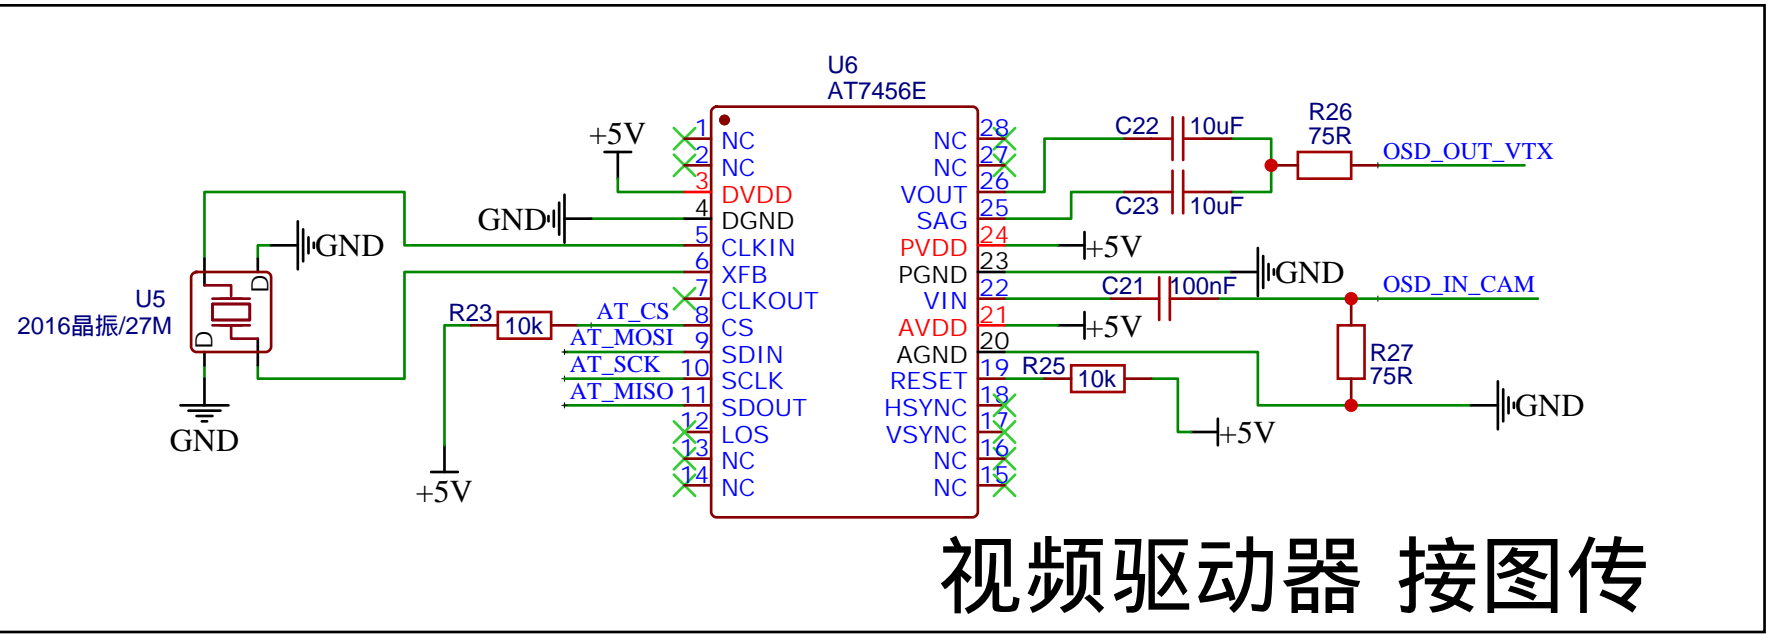 U6
AT7456E
+5V
1 NC
2 NC
3 DVDD
4 DGND
5 CLKIN
6 XFB
7 CLKOUT
8 CS
9 SDIN
10 SCLK
11 SDOUT
12 LOS
13 NC
14 NC
NC 28
NC 27
VOUT 26
SAG 25
PVDD 24
PGND 23
VIN 22
AVDD 21
AGND 20
RESET 19
HSYNC 18
VSYNC 17
NC 16
NC 15
GND
GND
U5
2016晶振/27M
D
D
GND
R23
10k
+5V
AT_CS
AT_MOSI
AT_SCK
AT_MISO
C22 10uF
C23 10uF
R26
75R
OSD_OUT_VTX
+5V
GND
C21 100nF
OSD_IN_CAM
+5V
R27
75R
R25
10k
+5V
GND
视频驱动器 接图传